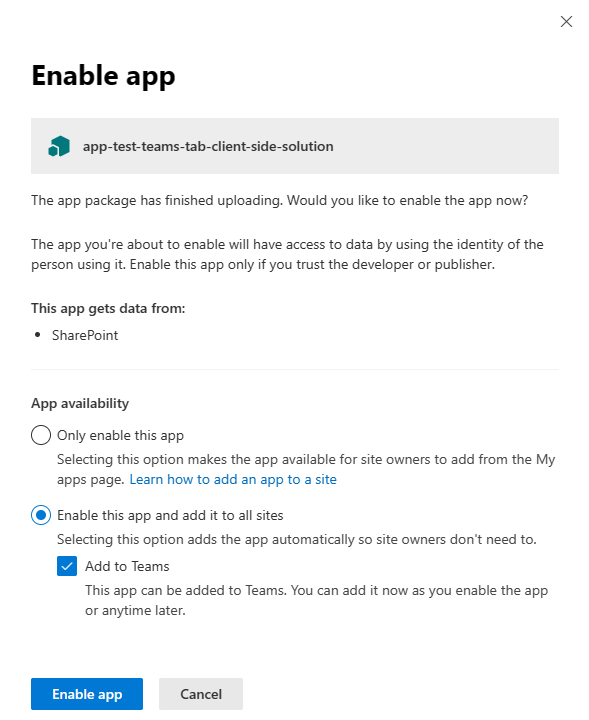 Enable app
app-test-teams-tab-client-side-solution
The app package has finished uploading. Would you like to enable the app now?
The app you're about to enable will have access to data by using the identity of the
person using it. Enable this app only if you trust the developer or publisher.
This app gets data from:
• SharePoint
App availability
Only enable this app
Selecting this option makes the app available for site owners to add from the My
apps page. Learn how to add an app to a site
Enable this app and add it to all sites
Selecting this option adds the app automatically so site owners don't need to.
Add to Teams
This app can be added to Teams. You can add it now as you enable the app
or anytime later.
Enable app Cancel